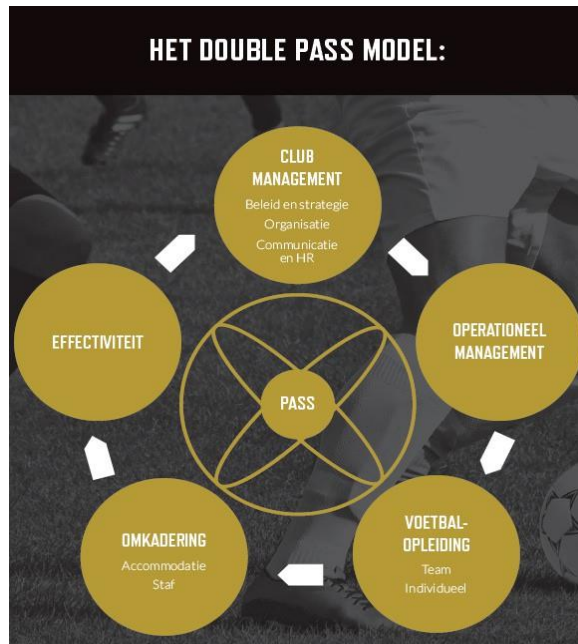 HET DOUBLE PASS MODEL:
CLUB
MANAGEMENT
Beleid en strategie
Organisatie
Communicatie
en HR
OPERATIONEEL
MANAGEMENT
VOETBAL-
OPLEIDING
Team
Individueel
OMKADERING
Accommodatie
Staf
EFFECTIVITEIT
PASS